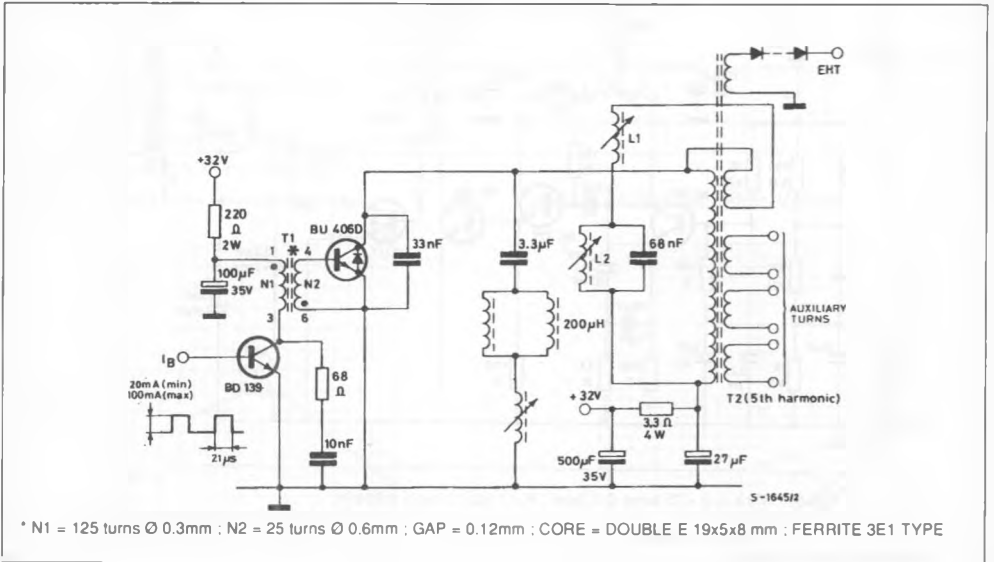 EHT
L1
+32V
220
Ω
2W
T1
*
1
4
BU 406D
33nF
3.3µF
L2
68nF
100µF
35V
N1
N2
3
6
200µH
AUXILIARY
TURNS
IB
BD 139
68
Ω
20mA (min)
100mA (max)
21µs
10nF
+ 32V
3.3 Ω
4 W
T2 (5th harmonic)
500µF
35V
27µF
S-1645/2
* N1 = 125 turns Ø 0.3mm ; N2 = 25 turns Ø 0.6mm ; GAP = 0.12mm ; CORE = DOUBLE E 19x5x8 mm ; FERRITE 3E1 TYPE